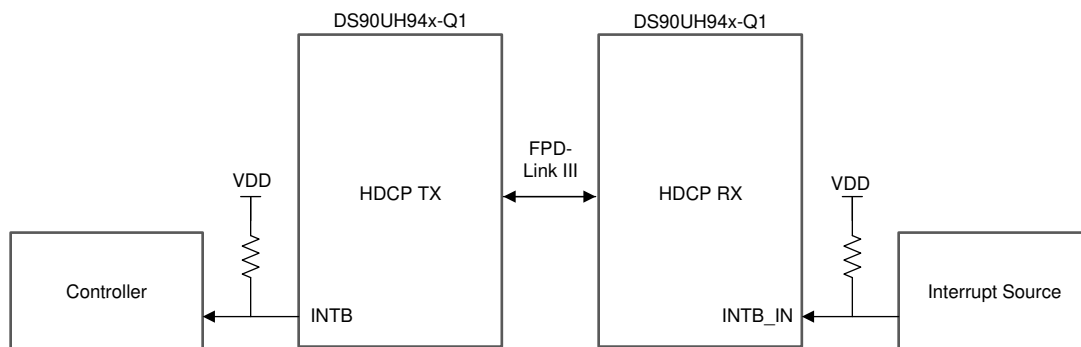 DS90UH94x-Q1
DS90UH94x-Q1
FPD-
Link III
VDD
HDCP TX
HDCP RX
VDD
Controller
Interrupt Source
INTB
INTB_IN